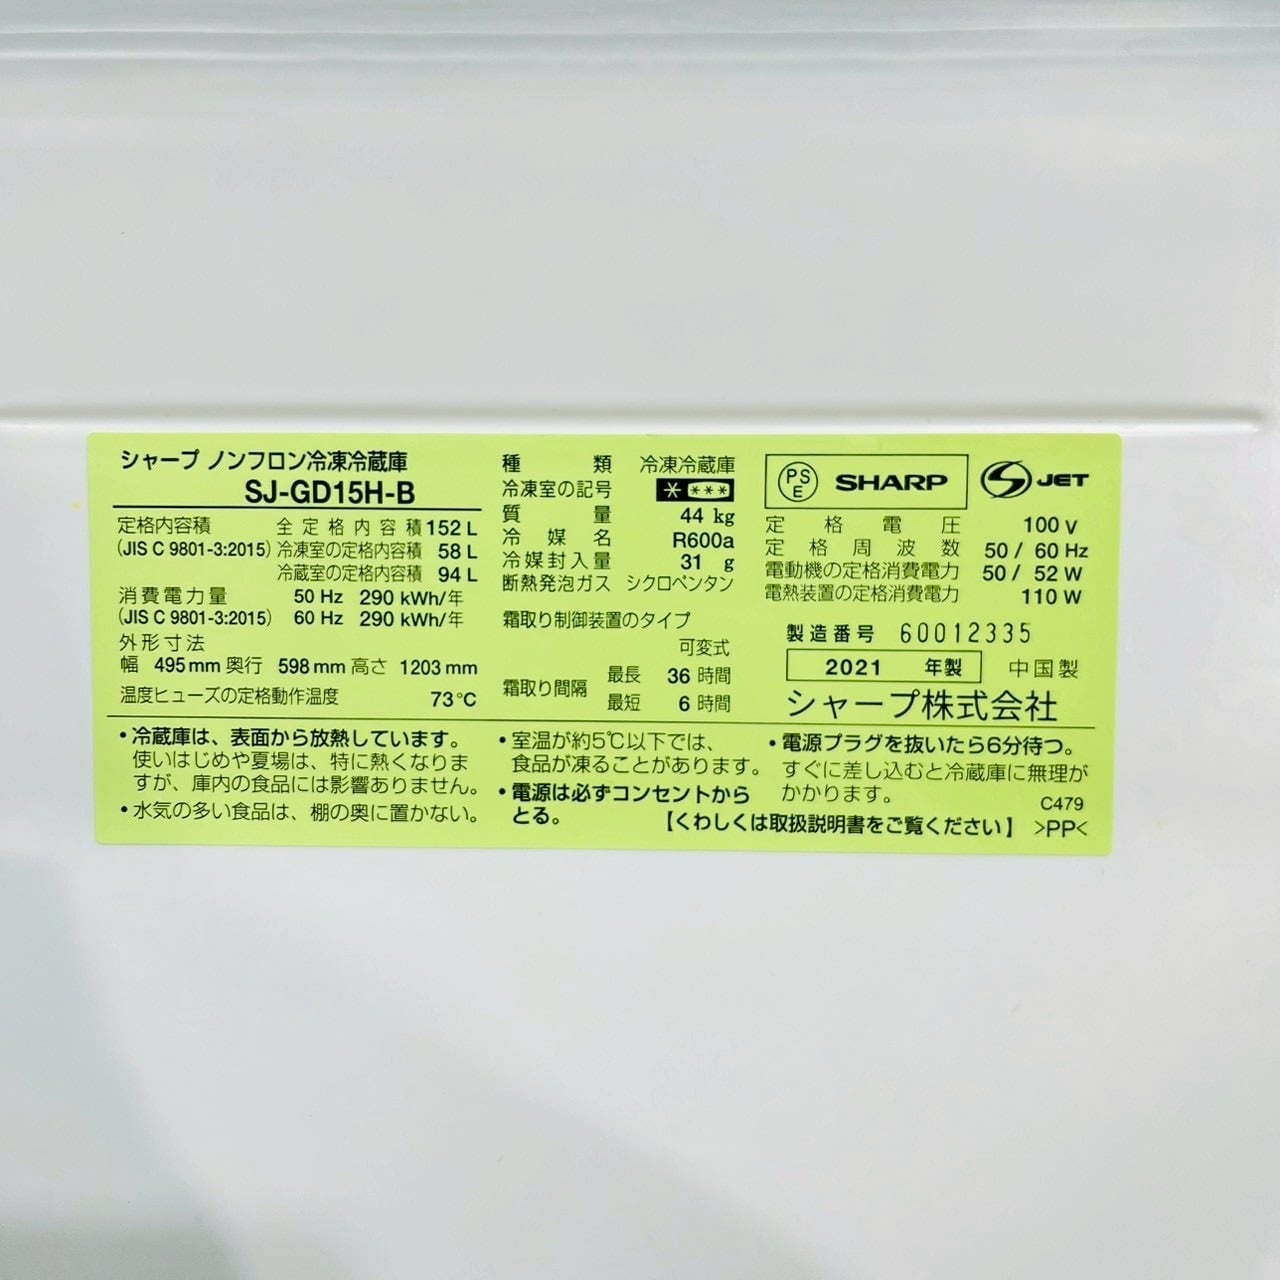 シャープ ノンフロン冷凍冷蔵庫
SJ-GD15H-B
定格内容積 全定格内容積 152 L
(JIS C 9801-3:2015) 冷凍室の定格内容積 58 L
冷蔵室の定格内容積 94 L
消費電力量 50 Hz 290 kWh/年
(JIS C 9801-3:2015) 60 Hz 290 kWh/年
外形寸法
幅 495 mm 奥行 598 mm 高さ 1203 mm
温度ヒューズの定格動作温度 73℃
種類 冷凍冷蔵庫
冷凍室の記号 * ***
質量 44 kg
冷媒名 R600a
冷媒封入量 31 g
断熱発泡ガス シクロペンタン
霜取り制御装置のタイプ
可変式
霜取り間隔 最長 36 時間
最短 6 時間
PSE SHARP S JET
定格電圧 100 V
定格周波数 50 / 60 Hz
電動機の定格消費電力 50 / 52 W
電熱装置の定格消費電力 110 W
製造番号 60012335
2021 年製 中国製
シャープ株式会社
・冷蔵庫は、表面から放熱しています。
使いはじめや夏場は、特に熱くなりま
すが、庫内の食品には影響ありません。
・水気の多い食品は、棚の奥に置かない。
・室温が約5℃以下では、
食品が凍ることがあります。
・電源は必ずコンセントから
とる。
・電源プラグを抜いたら6分待つ。
すぐに差し込むと冷蔵庫に無理が
かかります。
C479
【くわしくは取扱説明書をご覧ください】 >PP<